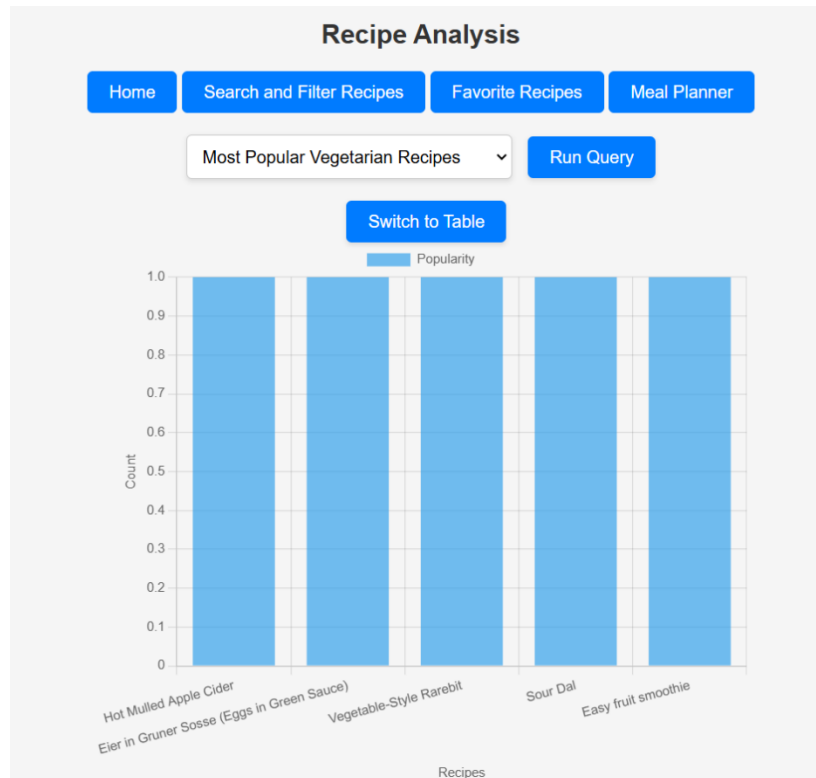 Recipe Analysis
Home Search and Filter Recipes Favorite Recipes Meal Planner
Most Popular Vegetarian Recipes Run Query
Switch to Table
Popularity
1.0
0.9
0.8
0.7
0.6
0.5
0.4
0.3
0.2
0.1
0
Count
Hot Mulled Apple Cider
Eier in Gruner Sosse (Eggs in Green Sauce)
Vegetable-Style Rarebit
Sour Dal
Easy fruit smoothie
Recipes